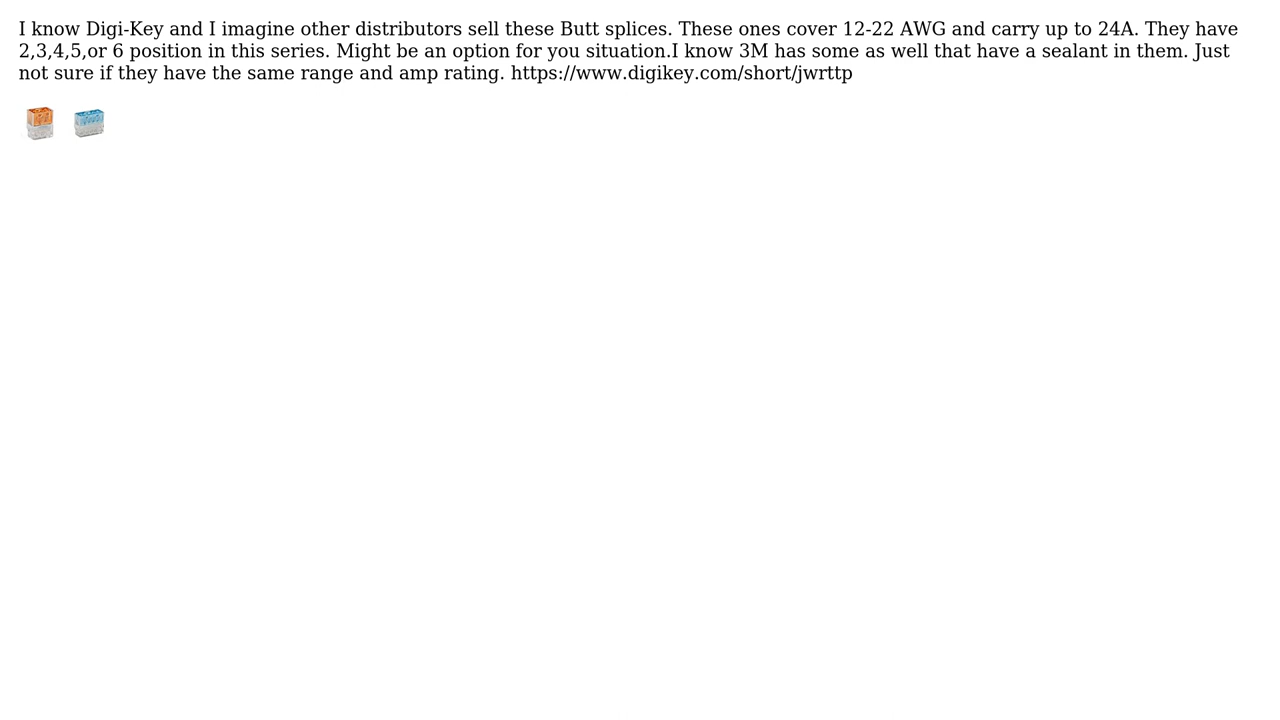 I know Digi-Key and I imagine other distributors sell these Butt splices. These ones cover 12-22 AWG and carry up to 24A. They have
2,3,4,5,or 6 position in this series. Might be an option for you situation.I know 3M has some as well that have a sealant in them. Just
not sure if they have the same range and amp rating. https://www.digikey.com/short/jwrttp